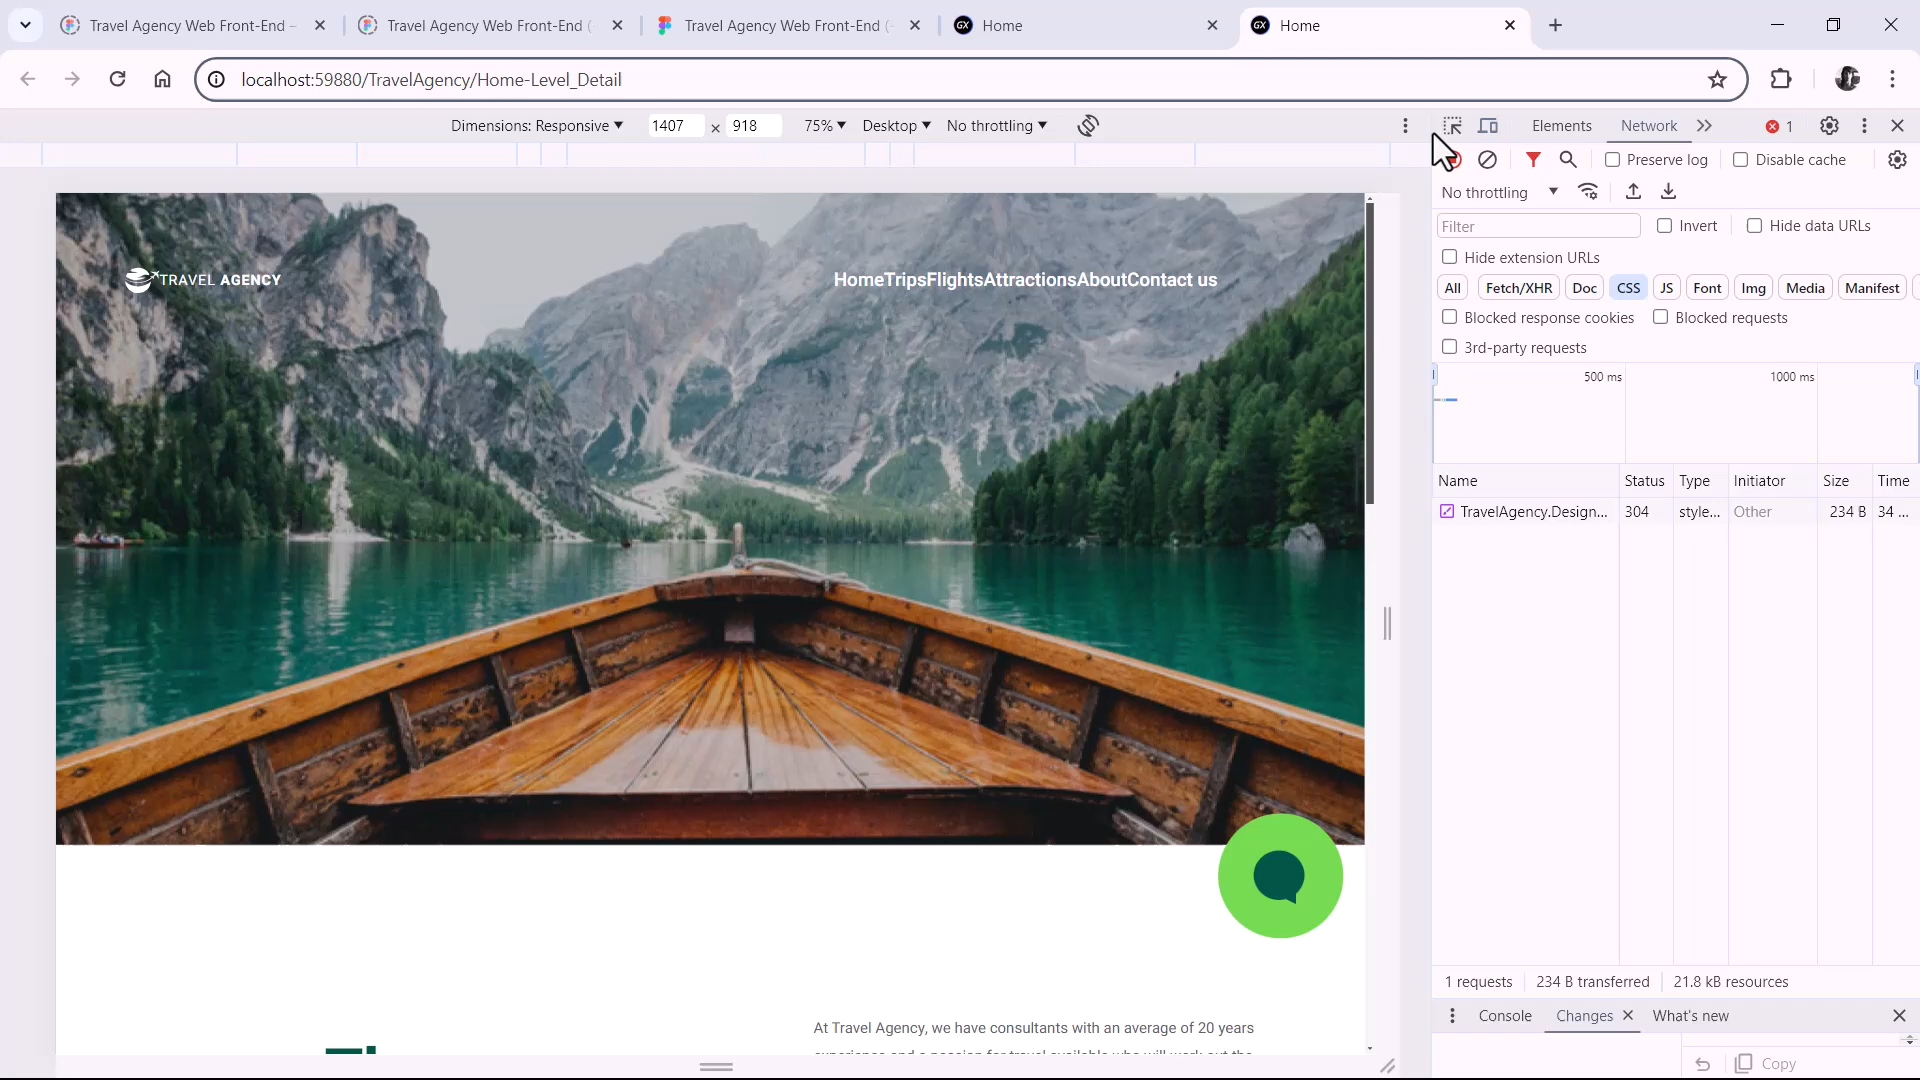 Travel Agency Web Front-End –
Travel Agency Web Front-End (
Travel Agency Web Front-End (
GX Home
GX Home
localhost:59880/TravelAgency/Home-Level_Detail
Dimensions: Responsive 1407 × 918 75% Desktop No throttling
Elements Network 1
Preserve log Disable cache
No throttling
Filter Invert Hide data URLs
Hide extension URLs
All Fetch/XHR Doc CSS JS Font Img Media Manifest
Blocked response cookies Blocked requests
3rd-party requests
500 ms 1000 ms
Name Status Type Initiator Size Time
TravelAgency.Design... 304 style... Other 234 B 34 ...
1 requests 234 B transferred 21.8 kB resources
Console Changes What's new
Copy
TRAVEL AGENCY
HomeTripsFlightsAttractionsAboutContact us
At Travel Agency, we have consultants with an average of 20 years